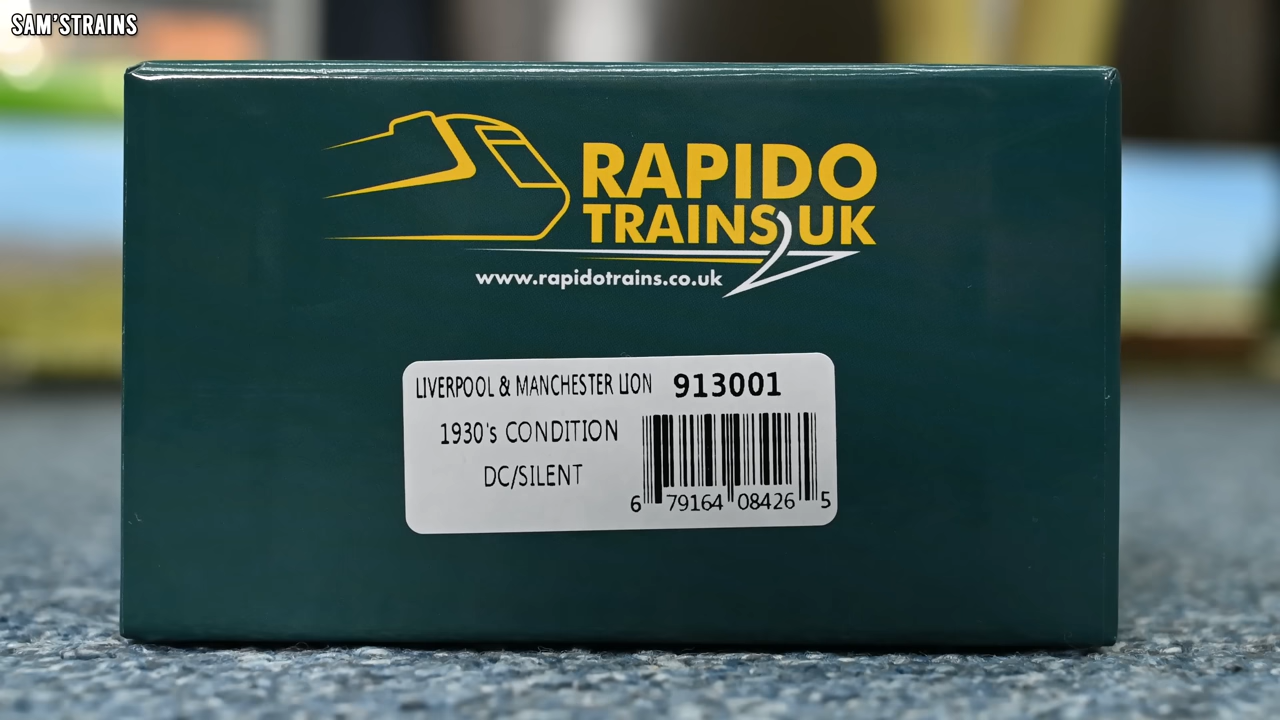 SAM'STRAINS
RAPIDO
TRAINS UK
www.rapidotrains.co.uk
LIVERPOOL & MANCHESTER LION 913001
1930's CONDITION
DC/SILENT
6 79164 08426 5